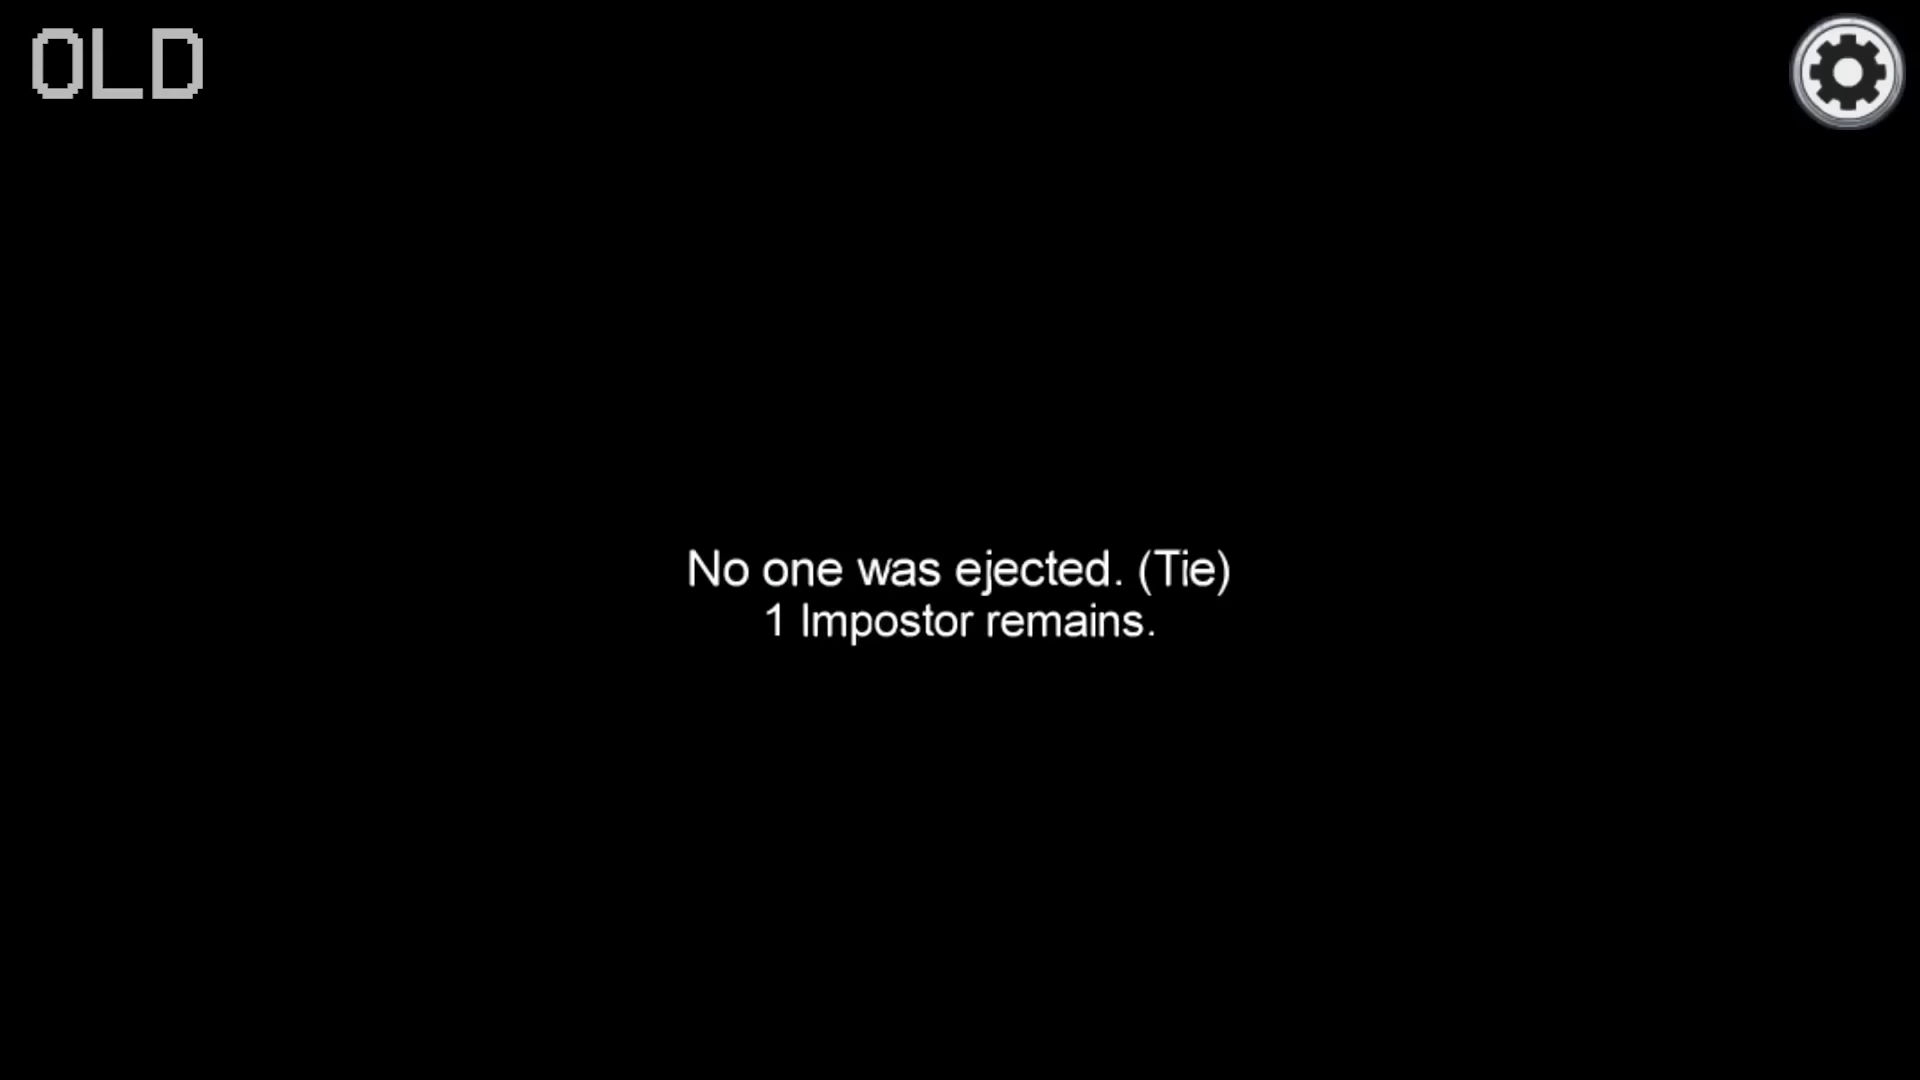 OLD
No one was ejected. (Tie)
1 Impostor remains.